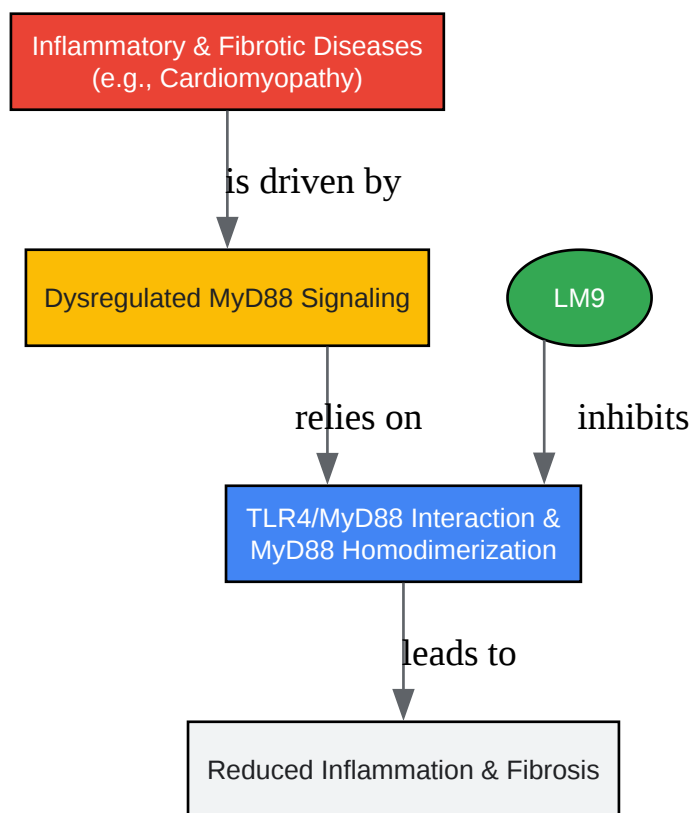 Inflammatory & Fibrotic Diseases
(e.g., Cardiomyopathy)
is driven by
Dysregulated MyD88 Signaling
LM9
relies on
inhibits
TLR4/MyD88 Interaction &
MyD88 Homodimerization
leads to
Reduced Inflammation & Fibrosis